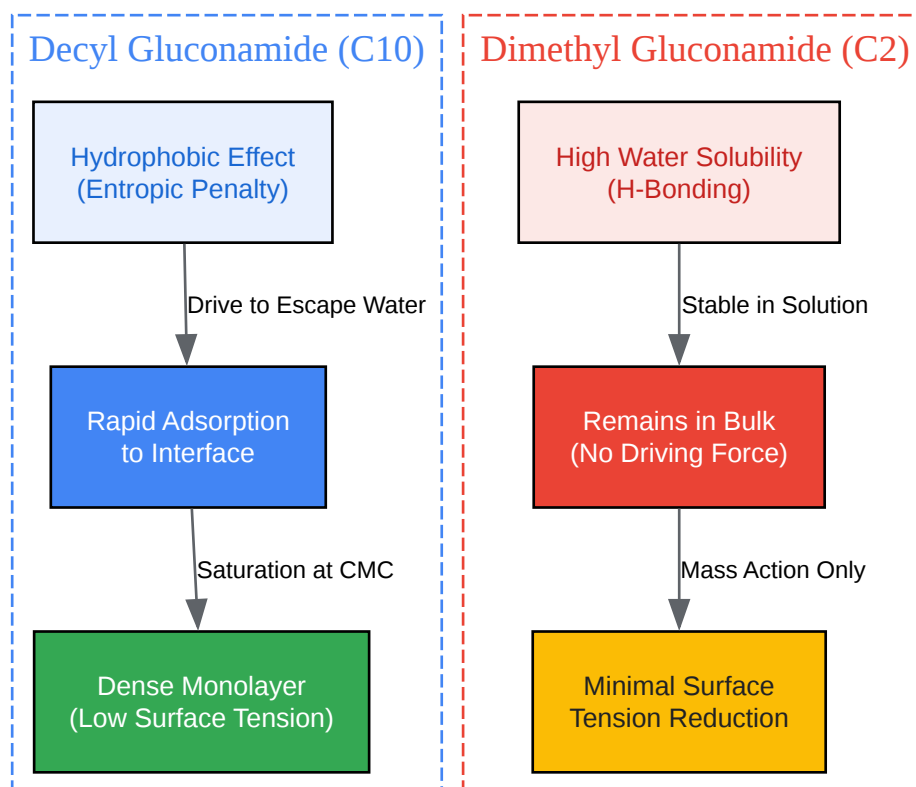 Decyl Gluconamide (C10)
Hydrophobic Effect
(Entropic Penalty)
Drive to Escape Water
Rapid Adsorption
to Interface
Saturation at CMC
Dense Monolayer
(Low Surface Tension)
Dimethyl Gluconamide (C2)
High Water Solubility
(H-Bonding)
Stable in Solution
Remains in Bulk
(No Driving Force)
Mass Action Only
Minimal Surface
Tension Reduction